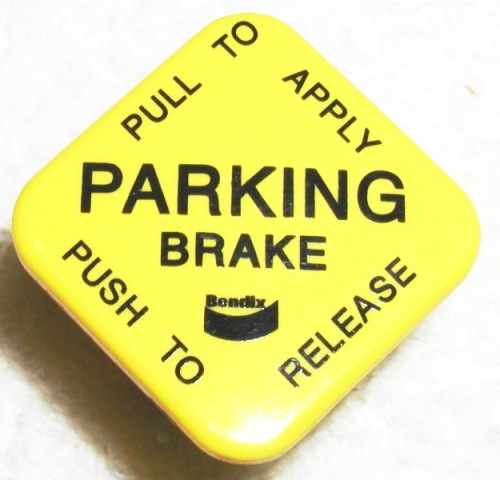 PULL TO APPLY
PARKING
BRAKE
Bendix
PUSH TO RELEASE